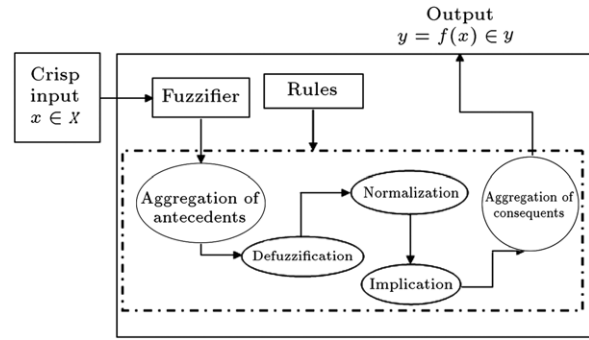 Output
y = f(x) ∈ y
Crisp
input
x ∈ X
Fuzzifier
Rules
Aggregation of
antecedents
Defuzzification
Normalization
Implication
Aggregation of
consequents